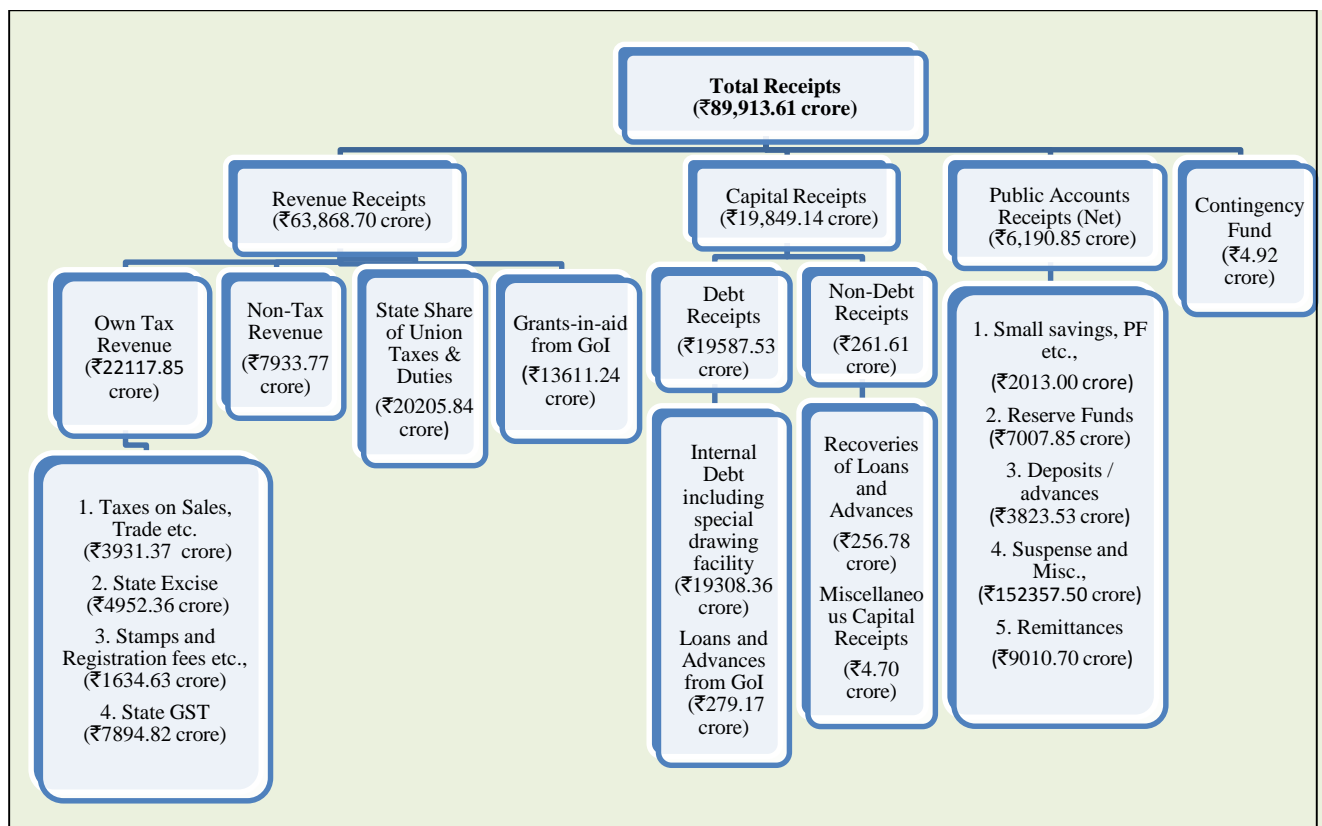 Total Receipts
(₹89,913.61 crore)
Revenue Receipts
(₹63,868.70 crore)
Capital Receipts
(₹19,849.14 crore)
Public Accounts
Receipts (Net)
(₹6,190.85 crore)
Contingency
Fund
(₹4.92
crore)
Own Tax
Revenue
(₹22117.85
crore)
Non-Tax
Revenue
(₹7933.77
crore)
State Share
of Union
Taxes &
Duties
(₹20205.84
crore)
Grants-in-aid
from GoI
(₹13611.24
crore)
Debt
Receipts
(₹19587.53
crore)
Non-Debt
Receipts
(₹261.61
crore)
1. Taxes on Sales,
Trade etc.
(₹3931.37 crore)
2. State Excise
(₹4952.36 crore)
3. Stamps and
Registration fees etc.,
(₹1634.63 crore)
4. State GST
(₹7894.82 crore)
Internal
Debt
including
special
drawing
facility
(₹19308.36
crore)
Loans and
Advances
from GoI
(₹279.17
crore)
Recoveries
of Loans
and
Advances
(₹256.78
crore)
Miscellaneo
us Capital
Receipts
(₹4.70
crore)
1. Small savings, PF
etc.,
(₹2013.00 crore)
2. Reserve Funds
(₹7007.85 crore)
3. Deposits /
advances
(₹3823.53 crore)
4. Suspense and
Misc.,
(₹152357.50 crore)
5. Remittances
(₹9010.70 crore)